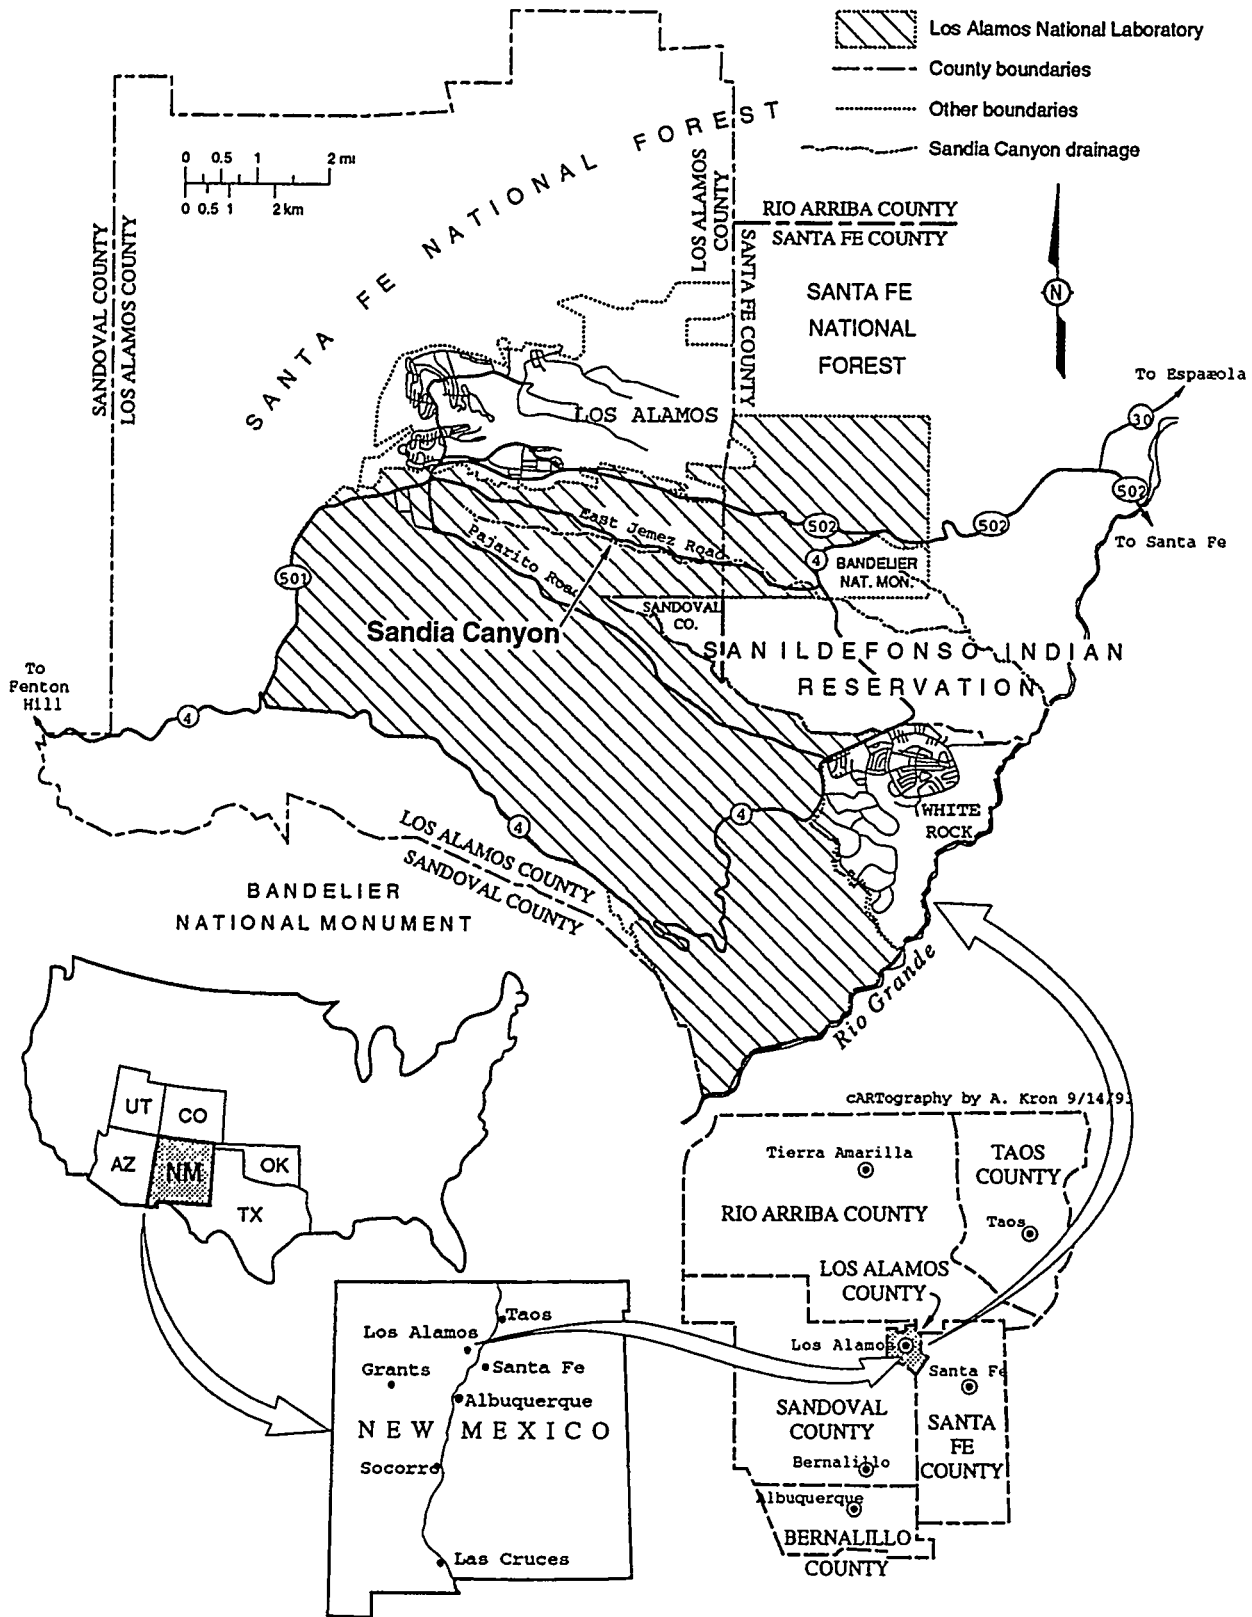 Los Alamos National Laboratory
County boundaries
Other boundaries
Sandia Canyon drainage
0 0.5 1 2 mi
0 0.5 1 2 km
SANTA FE NATIONAL FOREST
SANDOVAL COUNTY
LOS ALAMOS COUNTY
LOS ALAMOS
COUNTY
SANTA FE COUNTY
RIO ARRIBA COUNTY
SANTA FE COUNTY
SANTA FE
NATIONAL
FOREST
N
To Espaæola
30
502
To Santa Fe
LOS ALAMOS
502
502
East Jemez Road
Pajarito Road
4
BANDELIER
NAT. MON.
501
SANDOVAL
CO.
Sandia Canyon
SAN ILDEFONSO INDIAN
RESERVATION
To
Fenton
Hill
4
4
4
WHITE
ROCK
LOS ALAMOS COUNTY
SANDOVAL COUNTY
BANDELIER
NATIONAL MONUMENT
Rio Grande
cARTography by A. Kron 9/14/93
UT
CO
AZ
NM
OK
TX
Taos
Los Alamos
Santa Fe
Grants
Albuquerque
NEW MEXICO
Socorro
Las Cruces
Tierra Amarilla
TAOS
COUNTY
RIO ARRIBA COUNTY
Taos
LOS ALAMOS
COUNTY
Los Alamos
Santa Fe
SANDOVAL
COUNTY
SANTA
FE
COUNTY
Bernalillo
Albuquerque
BERNALILLO
COUNTY